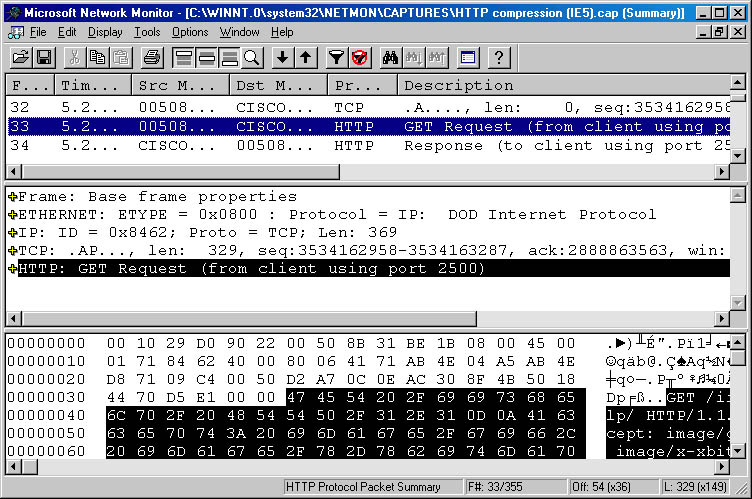 Microsoft Network Monitor - [C:\WINNT.0\system32\NETMON\CAPTURES\HTTP compression (IE5).cap (Summary)]
File Edit Display Tools Options Window Help
F... Tim... Src M... Dst M... Pr... Description
32 5.2... 00508... CISCO... TCP .A...., len: 0, seq:3534162958
33 5.2... 00508... CISCO... HTTP GET Request (from client using po
34 5.2... CISCO... 00508... HTTP Response (to client using port 25
+Frame: Base frame properties
+ETHERNET: ETYPE = 0x0800 : Protocol = IP: DOD Internet Protocol
+IP: ID = 0x8462; Proto = TCP; Len: 369
+TCP: .AP..., len: 329, seq:3534162958-3534163287, ack:2888863563, win:
+HTTP: GET Request (from client using port 2500)
00000000 00 10 29 D0 90 22 00 50 8B 31 BE 1B 08 00 45 00
00000010 01 71 84 62 40 00 80 06 41 71 AB 4E 04 A5 AB 4E
00000020 D8 71 09 C4 00 50 D2 A7 0C 0E AC 30 8F 4B 50 18
00000030 44 70 D5 E1 00 00 47 45 54 20 2F 69 69 73 68 65 GET /ii
00000040 6C 70 2F 20 48 54 54 50 2F 31 2E 31 0D 0A 41 63 lp/ HTTP/1.1.
00000050 63 65 70 74 3A 20 69 6D 61 67 65 2F 67 69 66 2C cept: image/g
00000060 20 69 6D 61 67 65 2F 78 2D 78 62 69 74 6D 61 70 image/x-xbit
HTTP Protocol Packet Summary F#: 33/355 Off: 54 (x36) L: 329 (x149)